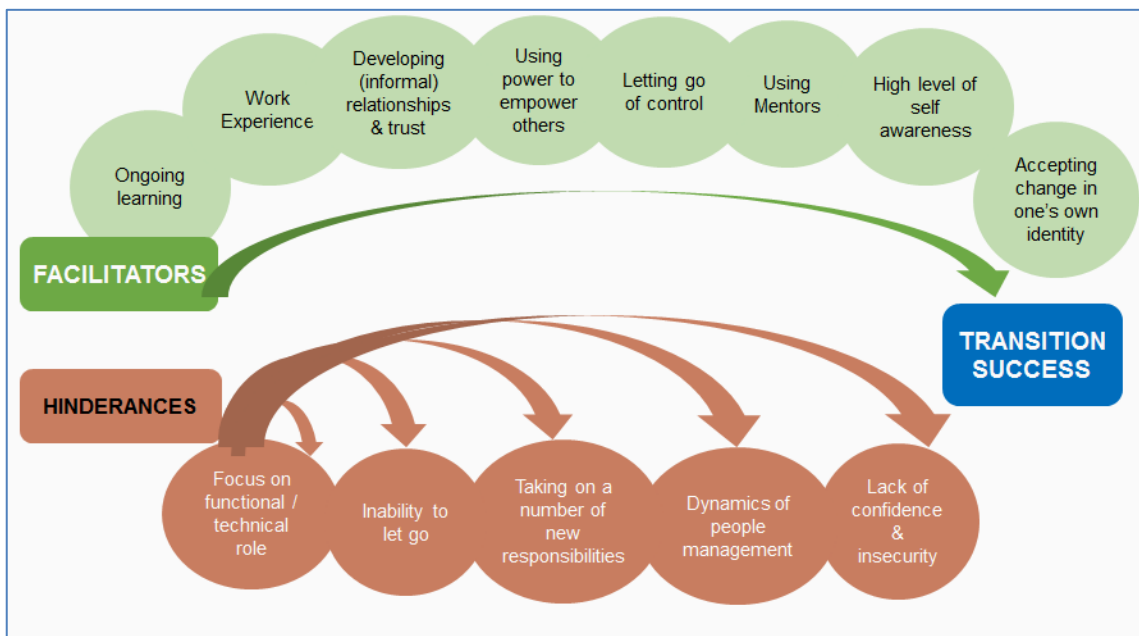 Ongoing
learning
Work
Experience
Developing
(informal)
relationships
& trust
Using
power to
empower
others
Letting go
of control
Using
Mentors
High level of
self
awareness
Accepting
change in
one's own
identity
FACILITATORS
TRANSITION
SUCCESS
HINDERANCES
Focus on
functional /
technical
role
Inability to
let go
Taking on a
number of
new
responsibilities
Dynamics of
people
management
Lack of
confidence
&
insecurity